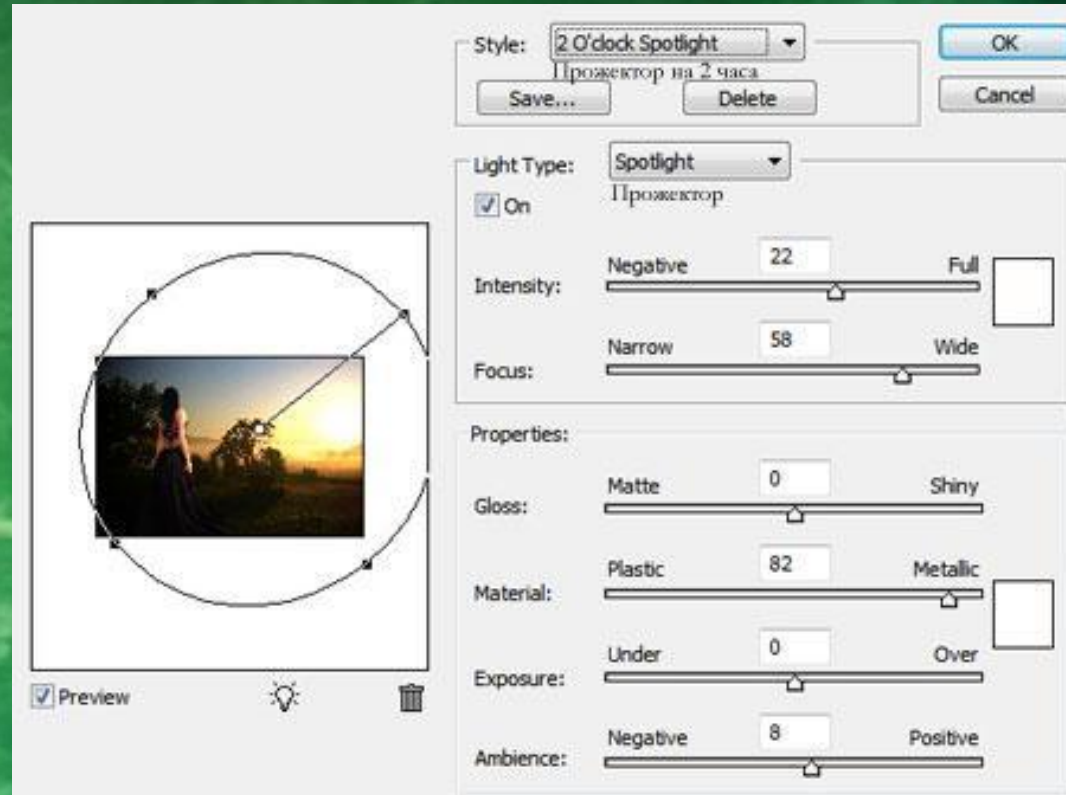 Style: 2 O'clock Spotlight OK
Прожектор на 2 часа
Save... Delete Cancel
Light Type: Spotlight
Прожектор
On
Negative 22 Full
Intensity:
Narrow 58 Wide
Focus:
Properties:
Matte 0 Shiny
Gloss:
Plastic 82 Metallic
Material:
Under 0 Over
Exposure:
Preview
Negative 8 Positive
Ambience: